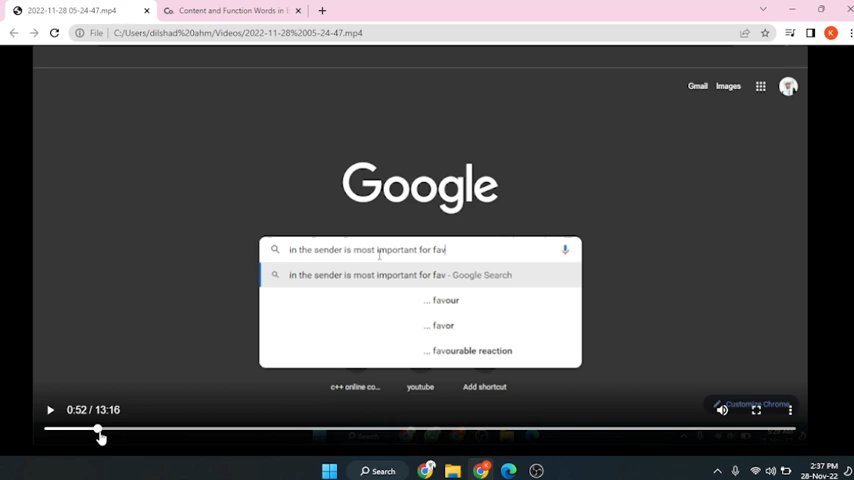 2022-11-28 05-24-47.mp4
Content and Function Words in
File C:/Users/dilshad%20ahm/Videos/2022-11-28%2005-24-47.mp4
K
Gmail Images
Google
in the sender is most important for fav
in the sender is most important for fav - Google Search
... favour
... favor
... favourable reaction
c++ online co... youtube Add shortcut
0:52 / 13:16
Customize Chrome
Search
2:37 PM
28-Nov-22